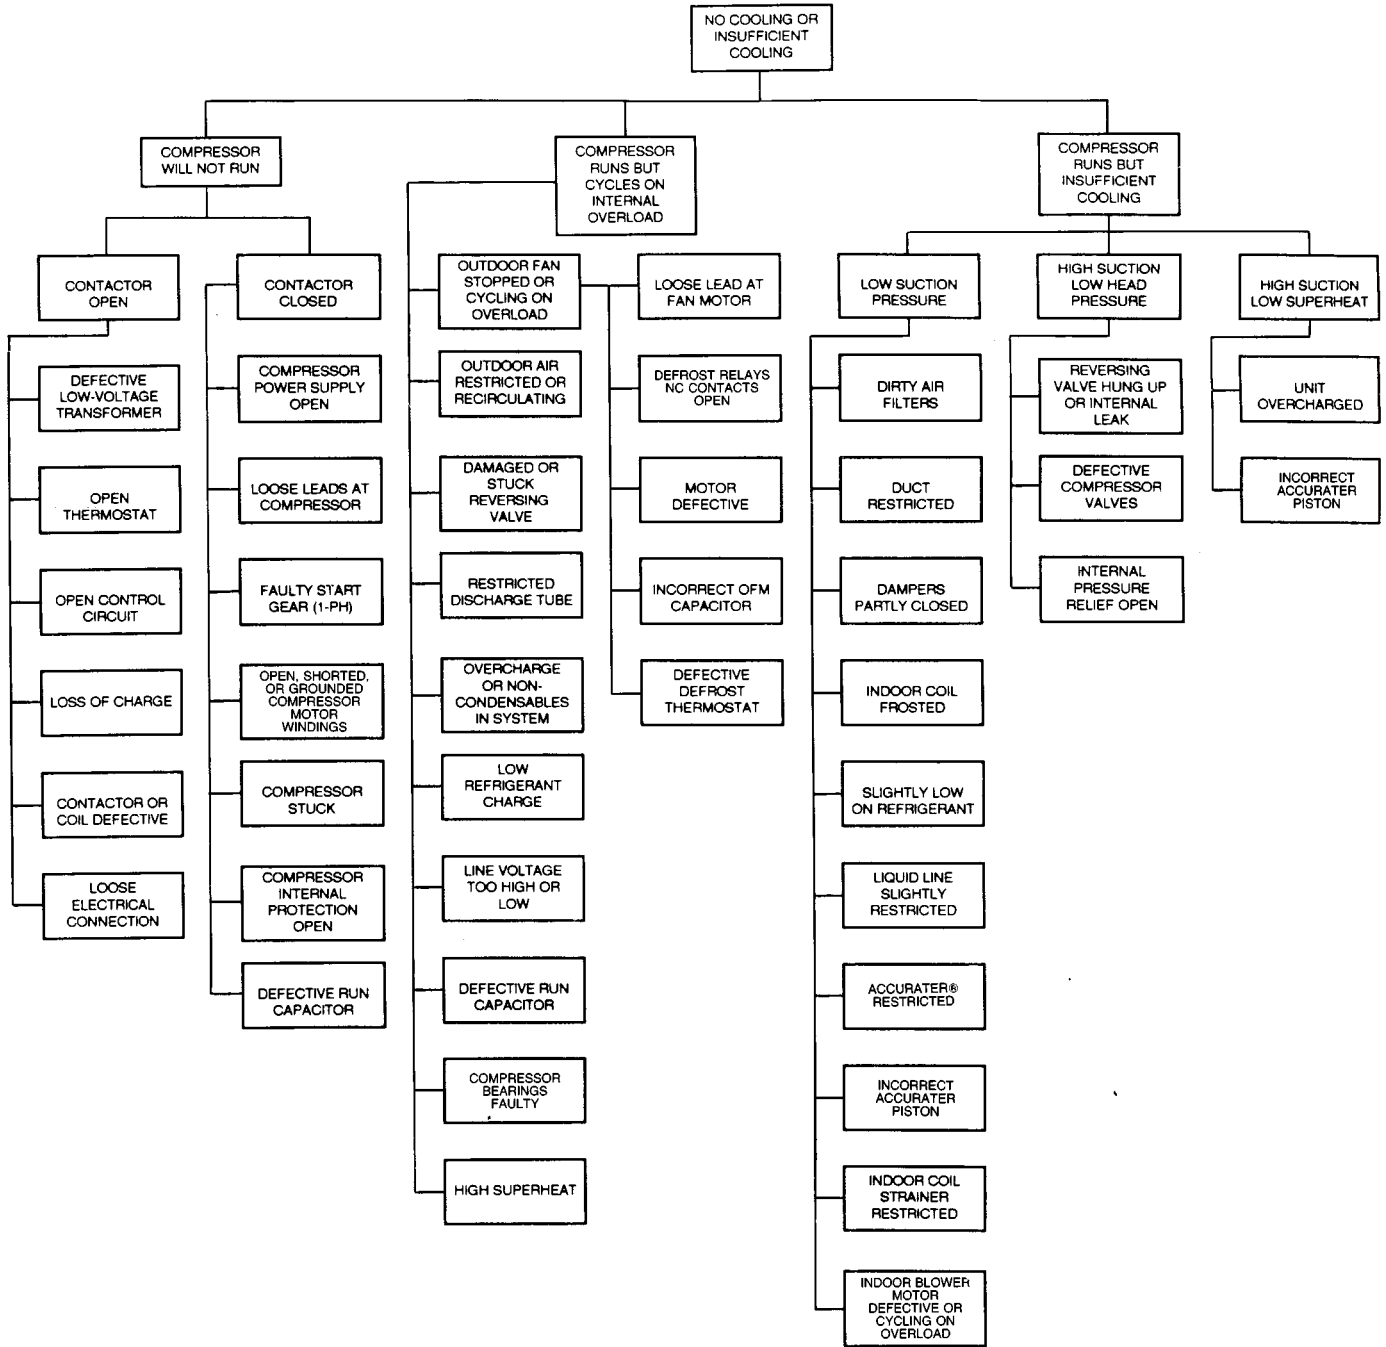 NO COOLING OR
INSUFFICIENT
COOLING
COMPRESSOR
WILL NOT RUN
COMPRESSOR
RUNS BUT
CYCLES ON
INTERNAL
OVERLOAD
COMPRESSOR
RUNS BUT
INSUFFICIENT
COOLING
CONTACTOR
OPEN
DEFECTIVE
LOW-VOLTAGE
TRANSFORMER
OPEN
THERMOSTAT
OPEN CONTROL
CIRCUIT
LOSS OF CHARGE
CONTACTOR OR
COIL DEFECTIVE
LOOSE
ELECTRICAL
CONNECTION
CONTACTOR
CLOSED
COMPRESSOR
POWER SUPPLY
OPEN
LOOSE LEADS AT
COMPRESSOR
FAULTY START
GEAR (1-PH)
OPEN, SHORTED,
OR GROUNDED
COMPRESSOR
MOTOR
WINDINGS
COMPRESSOR
STUCK
COMPRESSOR
INTERNAL
PROTECTION
OPEN
DEFECTIVE RUN
CAPACITOR
OUTDOOR FAN
STOPPED OR
CYCLING ON
OVERLOAD
OUTDOOR AIR
RESTRICTED OR
RECIRCULATING
DAMAGED OR
STUCK
REVERSING
VALVE
RESTRICTED
DISCHARGE TUBE
OVERCHARGE
OR NON-
CONDENSABLES
IN SYSTEM
LOW
REFRIGERANT
CHARGE
LINE VOLTAGE
TOO HIGH OR
LOW
DEFECTIVE RUN
CAPACITOR
COMPRESSOR
BEARINGS
FAULTY
HIGH SUPERHEAT
LOOSE LEAD AT
FAN MOTOR
DEFROST RELAYS
NC CONTACTS
OPEN
MOTOR
DEFECTIVE
INCORRECT OFM
CAPACITOR
DEFECTIVE
DEFROST
THERMOSTAT
LOW SUCTION
PRESSURE
DIRTY AIR
FILTERS
DUCT
RESTRICTED
DAMPERS
PARTLY CLOSED
INDOOR COIL
FROSTED
SLIGHTLY LOW
ON REFRIGERANT
LIQUID LINE
SLIGHTLY
RESTRICTED
ACCURATER®
RESTRICTED
INCORRECT
ACCURATER
PISTON
INDOOR COIL
STRAINER
RESTRICTED
INDOOR BLOWER
MOTOR
DEFECTIVE OR
CYCLING ON
OVERLOAD
HIGH SUCTION
LOW HEAD
PRESSURE
REVERSING
VALVE HUNG UP
OR INTERNAL
LEAK
DEFECTIVE
COMPRESSOR
VALVES
INTERNAL
PRESSURE
RELIEF OPEN
HIGH SUCTION
LOW SUPERHEAT
UNIT
OVERCHARGED
INCORRECT
ACCURATER
PISTON